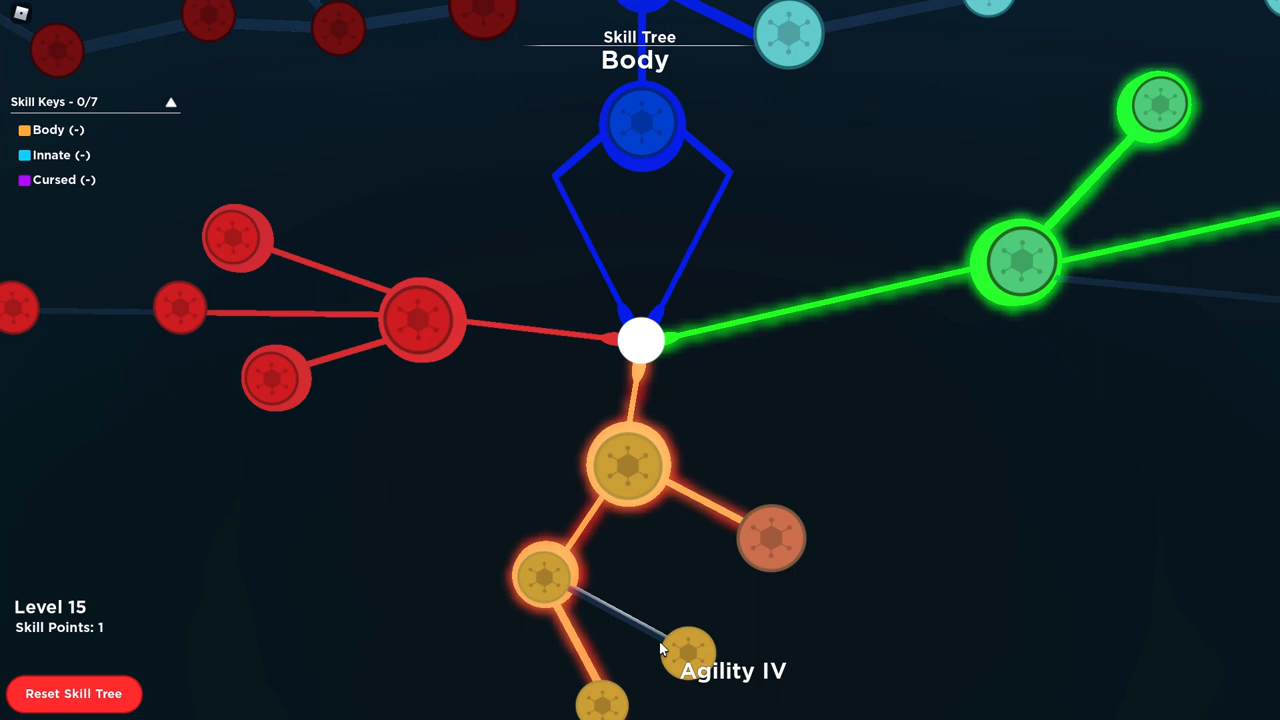 Skill Tree
Body
Skill Keys - 0/7
Body (-)
Innate (-)
Cursed (-)
Agility IV
Level 15
Skill Points: 1
Reset Skill Tree